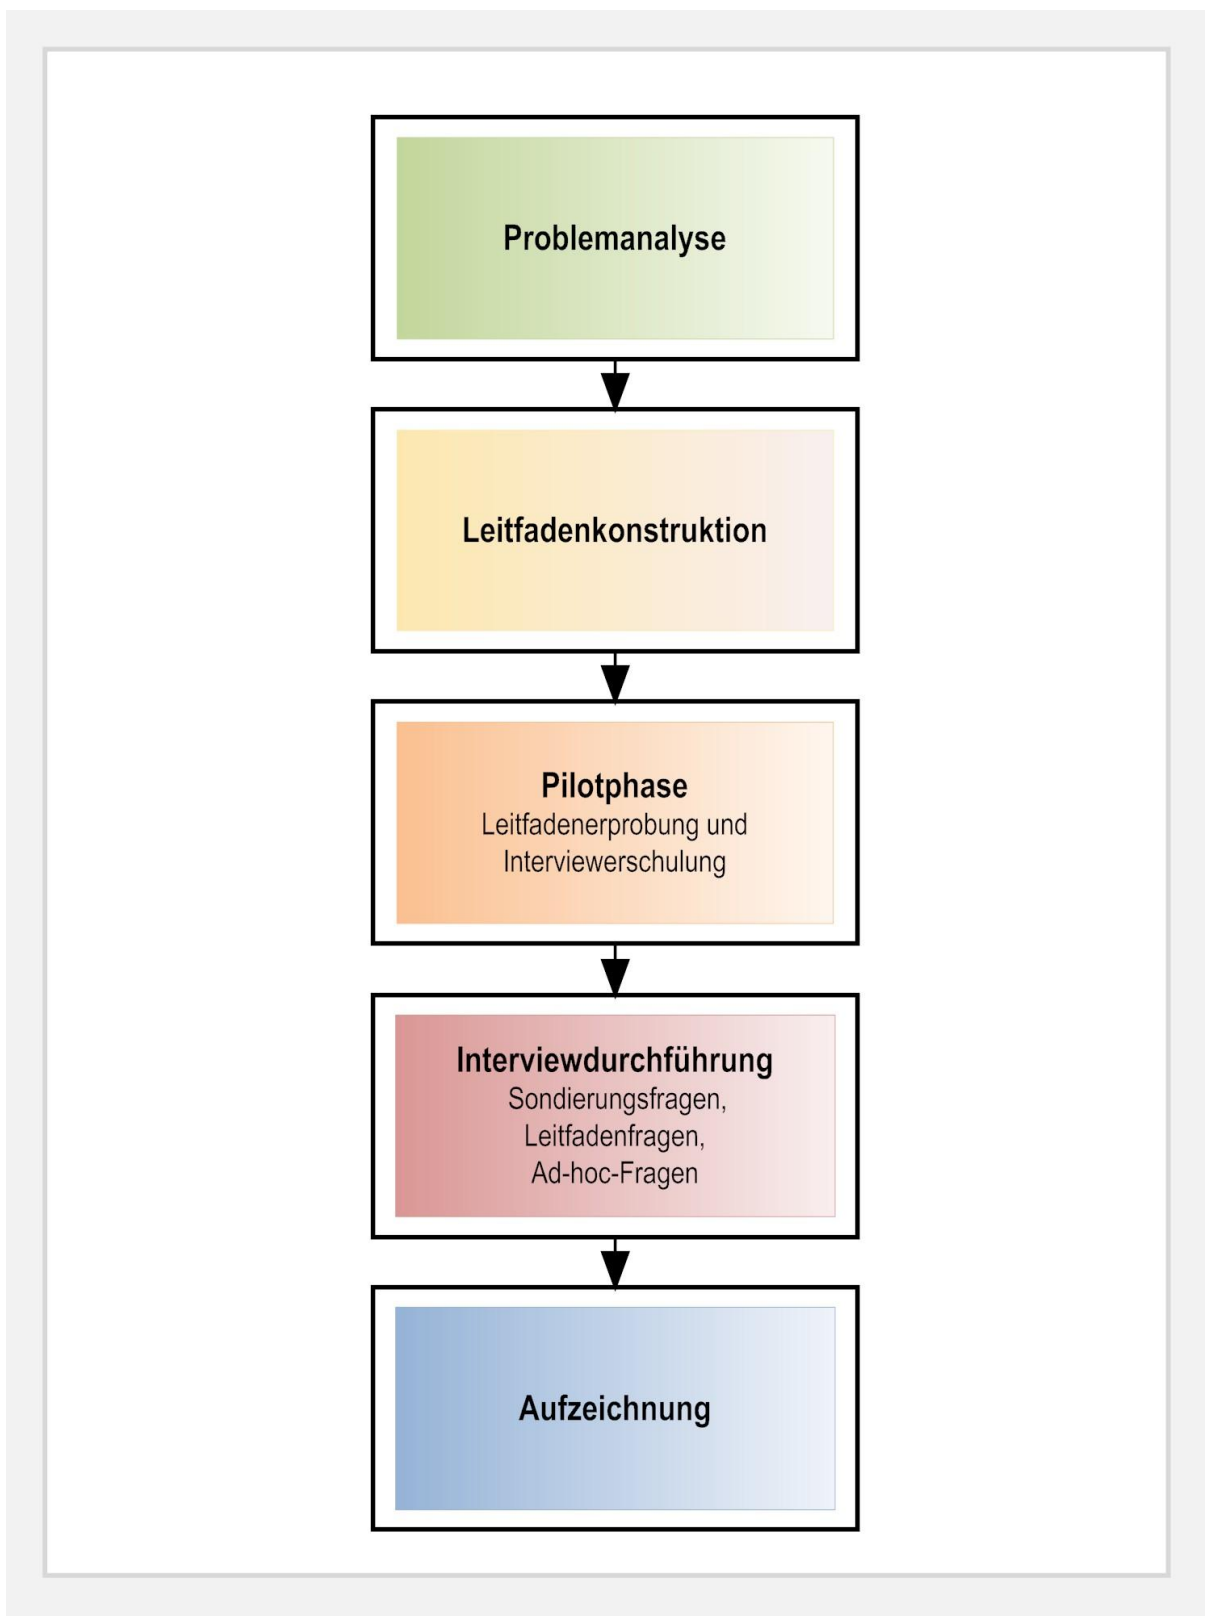 Problemanalyse
Leitfadenkonstruktion
Pilotphase
Leitfadenerprobung und
Interviewerschulung
Interviewdurchführung
Sondierungsfragen,
Leitfadenfragen,
Ad-hoc-Fragen
Aufzeichnung